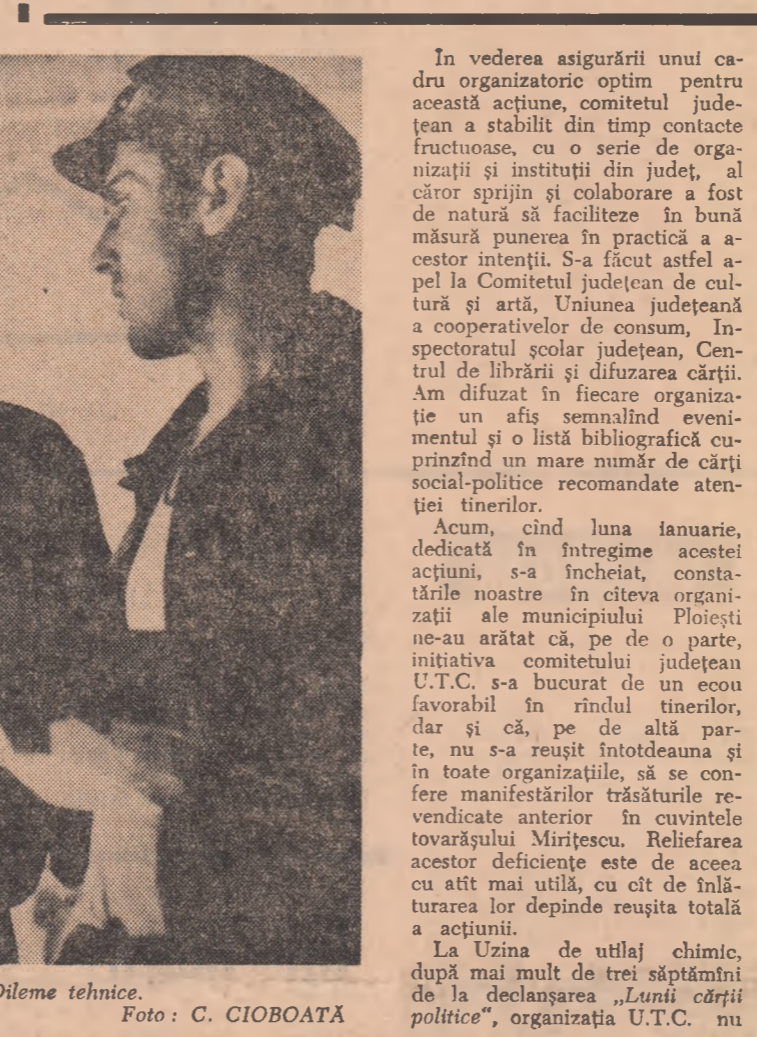 În vederea asigurării unui ca-
dru organizatoric optim pentru
această acțiune, comitetul jude-
țean a stabilit din timp contacte
fructuoase, cu o serie de orga-
nizații și instituții din județ, al
căror sprijin și colaborare a fost
de natură să faciliteze în bună
măsură punerea în practică a a-
cestor intenții. S-a făcut astfel a-
pel la Comitetul județean de cul-
tură și artă, Uniunea județeană
a cooperativelor de consum, In-
spectoratul școlar județean, Cen-
trul de librării și difuzarea cărții.
Am difuzat în fiecare organiza-
ție un afiș semnalînd eveni-
mentul și o listă bibliografică cu-
prinzînd un mare număr de cărți
social-politice recomandate aten-
ției tinerilor.
Acum, cînd luna ianuarie,
dedicată în întregime acestei
acțiuni, s-a încheiat, consta-
tările noastre în cîteva organi-
zații ale municipiului Ploiești
ne-au arătat că, pe de o parte,
inițiativa comitetului județean
U.T.C. s-a bucurat de un ecou
favorabil în rîndul tinerilor,
dar și că, pe de altă par-
te, nu s-a reușit întotdeauna și
în toate organizațiile, să se con-
fere manifestărilor trăsăturile re-
vendicate anterior în cuvintele
tovarășului Mirițescu. Reliefarea
acestor deficiențe este de aceea
cu atît mai utilă, cu cît de înlă-
turarea lor depinde reușita totală
a acțiunii.
La Uzina de utilaj chimic,
după mai mult de trei săptămîni
de la declanșarea „Lunii cărții
politice“, organizația U.T.C. nu
Dileme tehnice.
Foto : C. CIOBOATĂ